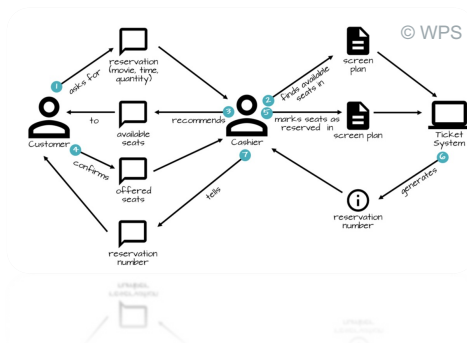 © WPS
screen
plan
reservation
(movie, time,
quantity)
1
asks for
2
finds available
seats in
Customer
to
available
seats
recommends
3
Cashier
5
marks seats as
reserved in
screen plan
Ticket
System
4
confirms
offered
seats
7
tells
6
generates
reservation
number
reservation
number